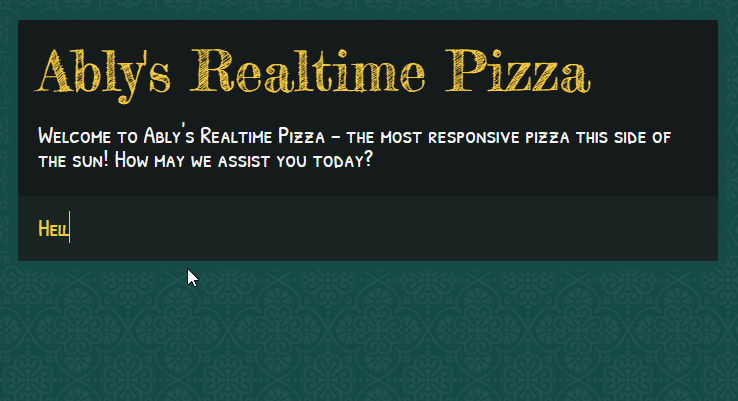 Ably's Realtime Pizza
Welcome to Ably's Realtime Pizza – the most responsive pizza this side of
the sun! How may we assist you today?
Hell